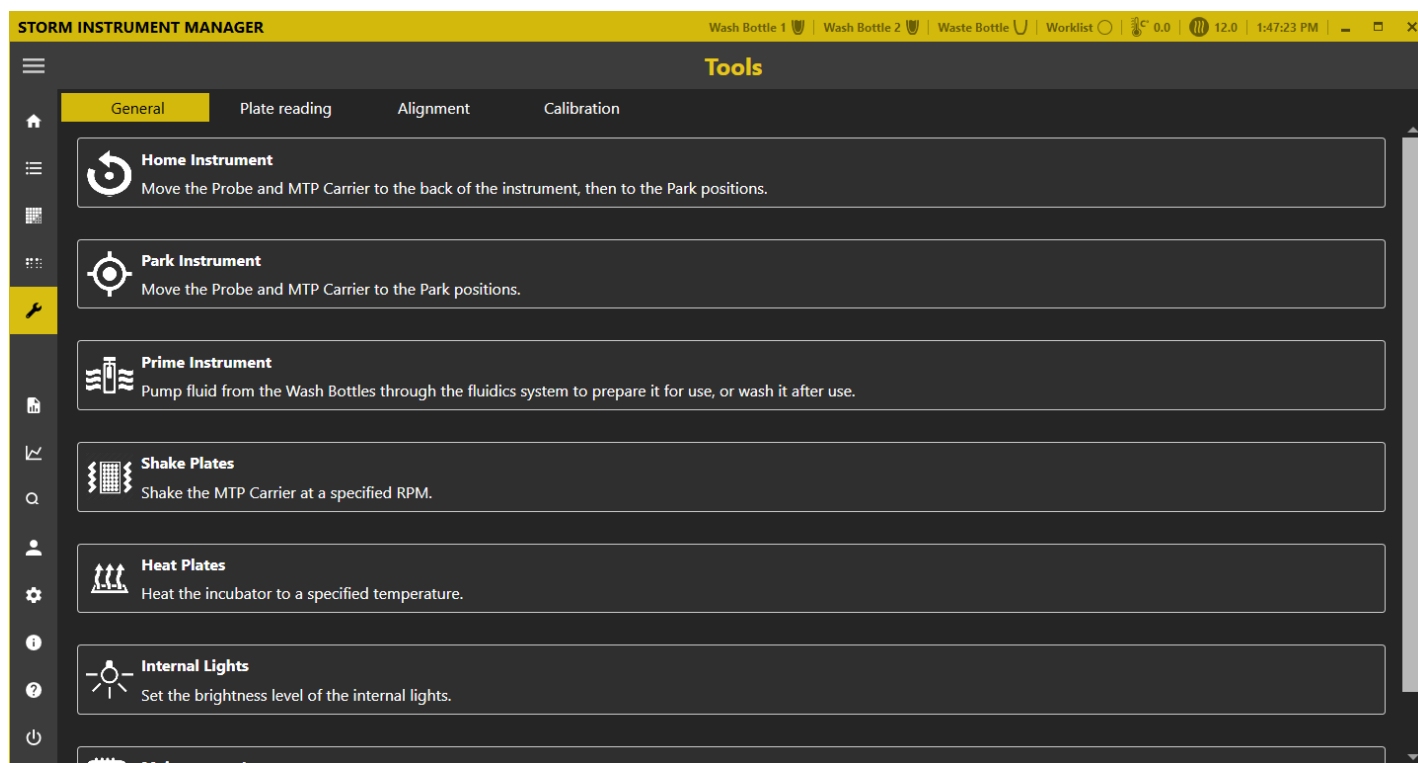 STORM INSTRUMENT MANAGER
Wash Bottle 1 | Wash Bottle 2 | Waste Bottle | Worklist | C° 0.0 | 12.0 | 1:47:23 PM
Tools
General Plate reading Alignment Calibration
Home Instrument
Move the Probe and MTP Carrier to the back of the instrument, then to the Park positions.
Park Instrument
Move the Probe and MTP Carrier to the Park positions.
Prime Instrument
Pump fluid from the Wash Bottles through the fluidics system to prepare it for use, or wash it after use.
Shake Plates
Shake the MTP Carrier at a specified RPM.
Heat Plates
Heat the incubator to a specified temperature.
Internal Lights
Set the brightness level of the internal lights.